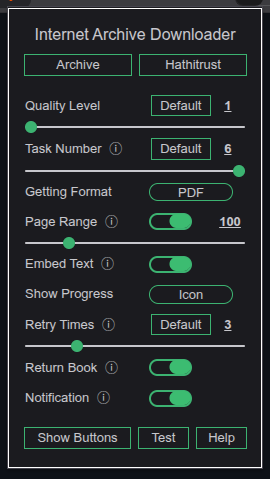 Internet Archive Downloader
Archive Hathitrust
Quality Level Default 1
Task Number ⓘ Default 6
Getting Format PDF
Page Range ⓘ 100
Embed Text ⓘ
Show Progress Icon
Retry Times ⓘ Default 3
Return Book ⓘ
Notification ⓘ
Show Buttons Test Help